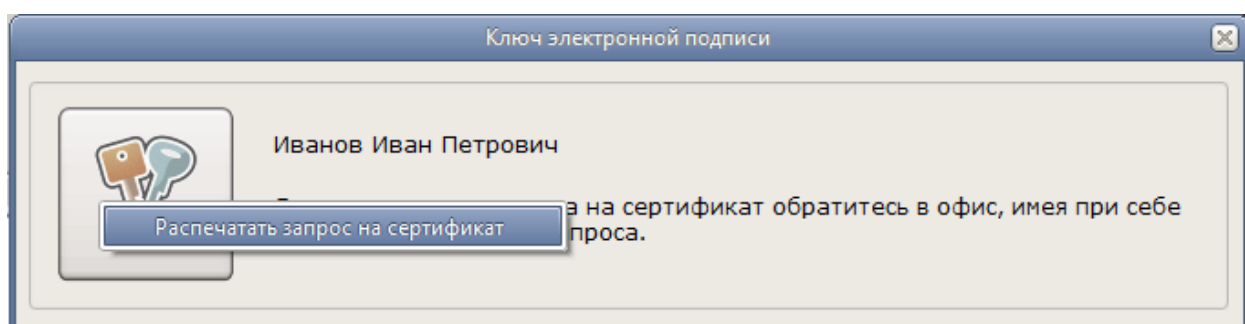 Ключ электронной подписи
Иванов Иван Петрович
а на сертификат обратитесь в офис, имея при себе
Распечатать запрос на сертификат
проса.